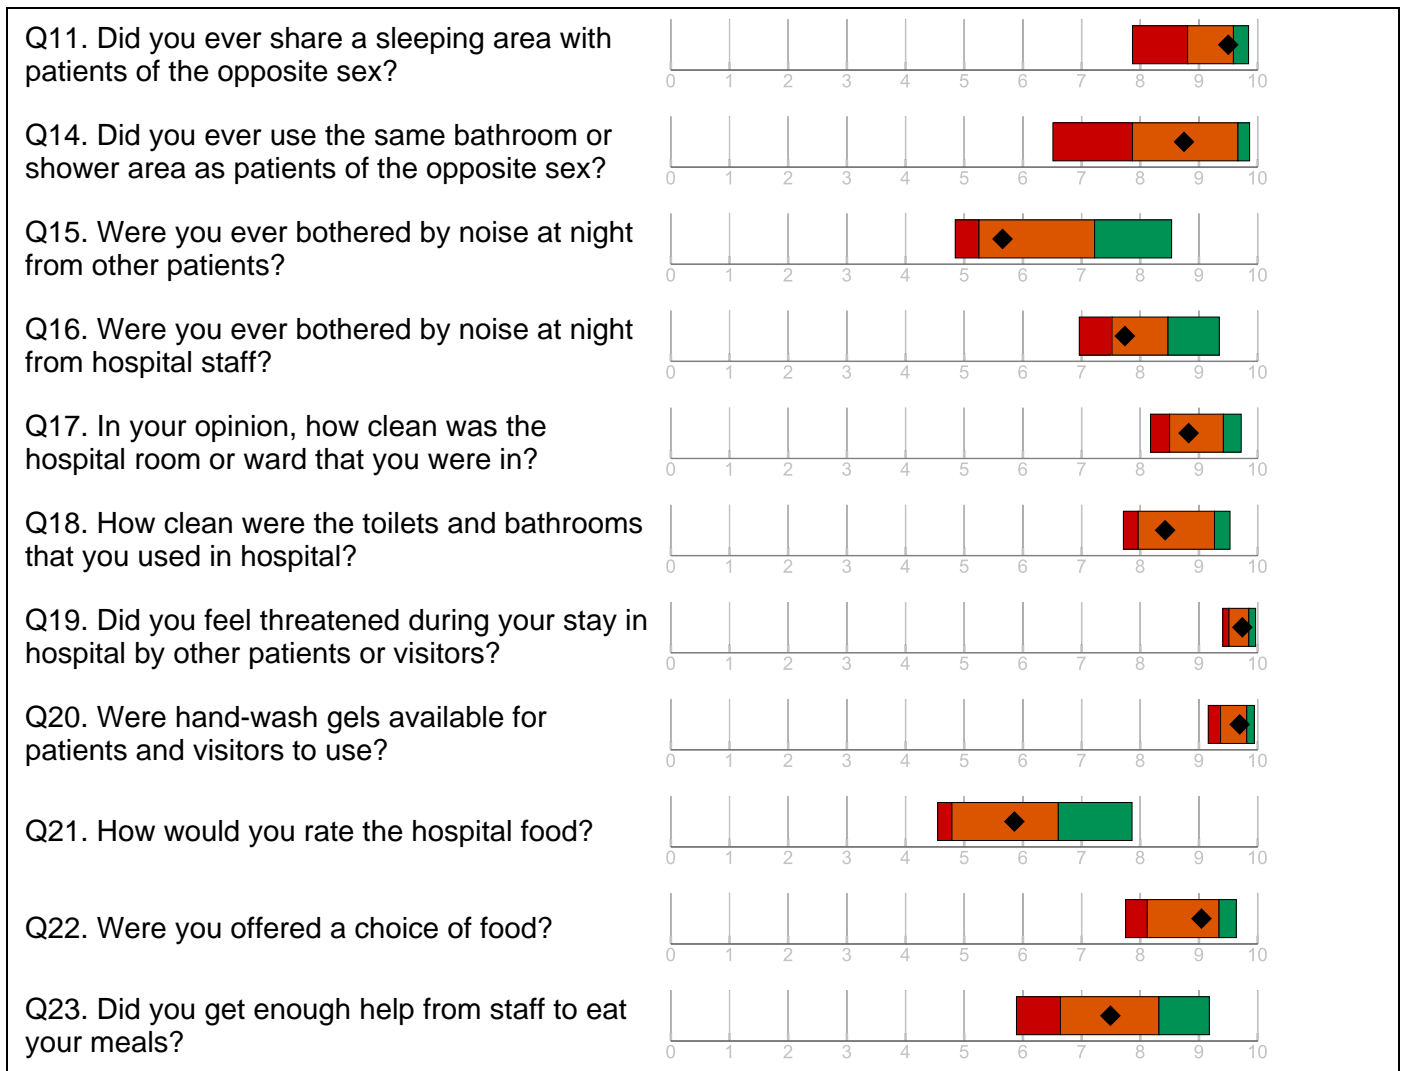 Q11. Did you ever share a sleeping area with
patients of the opposite sex?
0 1 2 3 4 5 6 7 8 9 10
Q14. Did you ever use the same bathroom or
shower area as patients of the opposite sex?
0 1 2 3 4 5 6 7 8 9 10
Q15. Were you ever bothered by noise at night
from other patients?
0 1 2 3 4 5 6 7 8 9 10
Q16. Were you ever bothered by noise at night
from hospital staff?
0 1 2 3 4 5 6 7 8 9 10
Q17. In your opinion, how clean was the
hospital room or ward that you were in?
0 1 2 3 4 5 6 7 8 9 10
Q18. How clean were the toilets and bathrooms
that you used in hospital?
0 1 2 3 4 5 6 7 8 9 10
Q19. Did you feel threatened during your stay in
hospital by other patients or visitors?
0 1 2 3 4 5 6 7 8 9 10
Q20. Were hand-wash gels available for
patients and visitors to use?
0 1 2 3 4 5 6 7 8 9 10
Q21. How would you rate the hospital food?
0 1 2 3 4 5 6 7 8 9 10
Q22. Were you offered a choice of food?
0 1 2 3 4 5 6 7 8 9 10
Q23. Did you get enough help from staff to eat
your meals?
0 1 2 3 4 5 6 7 8 9 10